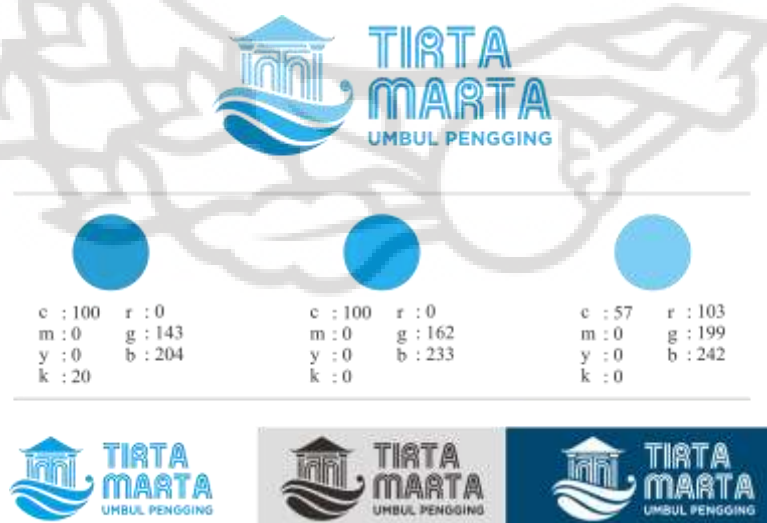 TIRTA
MARTA
UMBUL PENGGING
c : 100 r : 0
m : 0 g : 143
y : 0 b : 204
k : 20
c : 100 r : 0
m : 0 g : 162
y : 0 b : 233
k : 0
c : 57 r : 103
m : 0 g : 199
y : 0 b : 242
k : 0
TIRTA
MARTA
UMBUL PENGGING
TIRTA
MARTA
UMBUL PENGGING
TIRTA
MARTA
UMBUL PENGGING